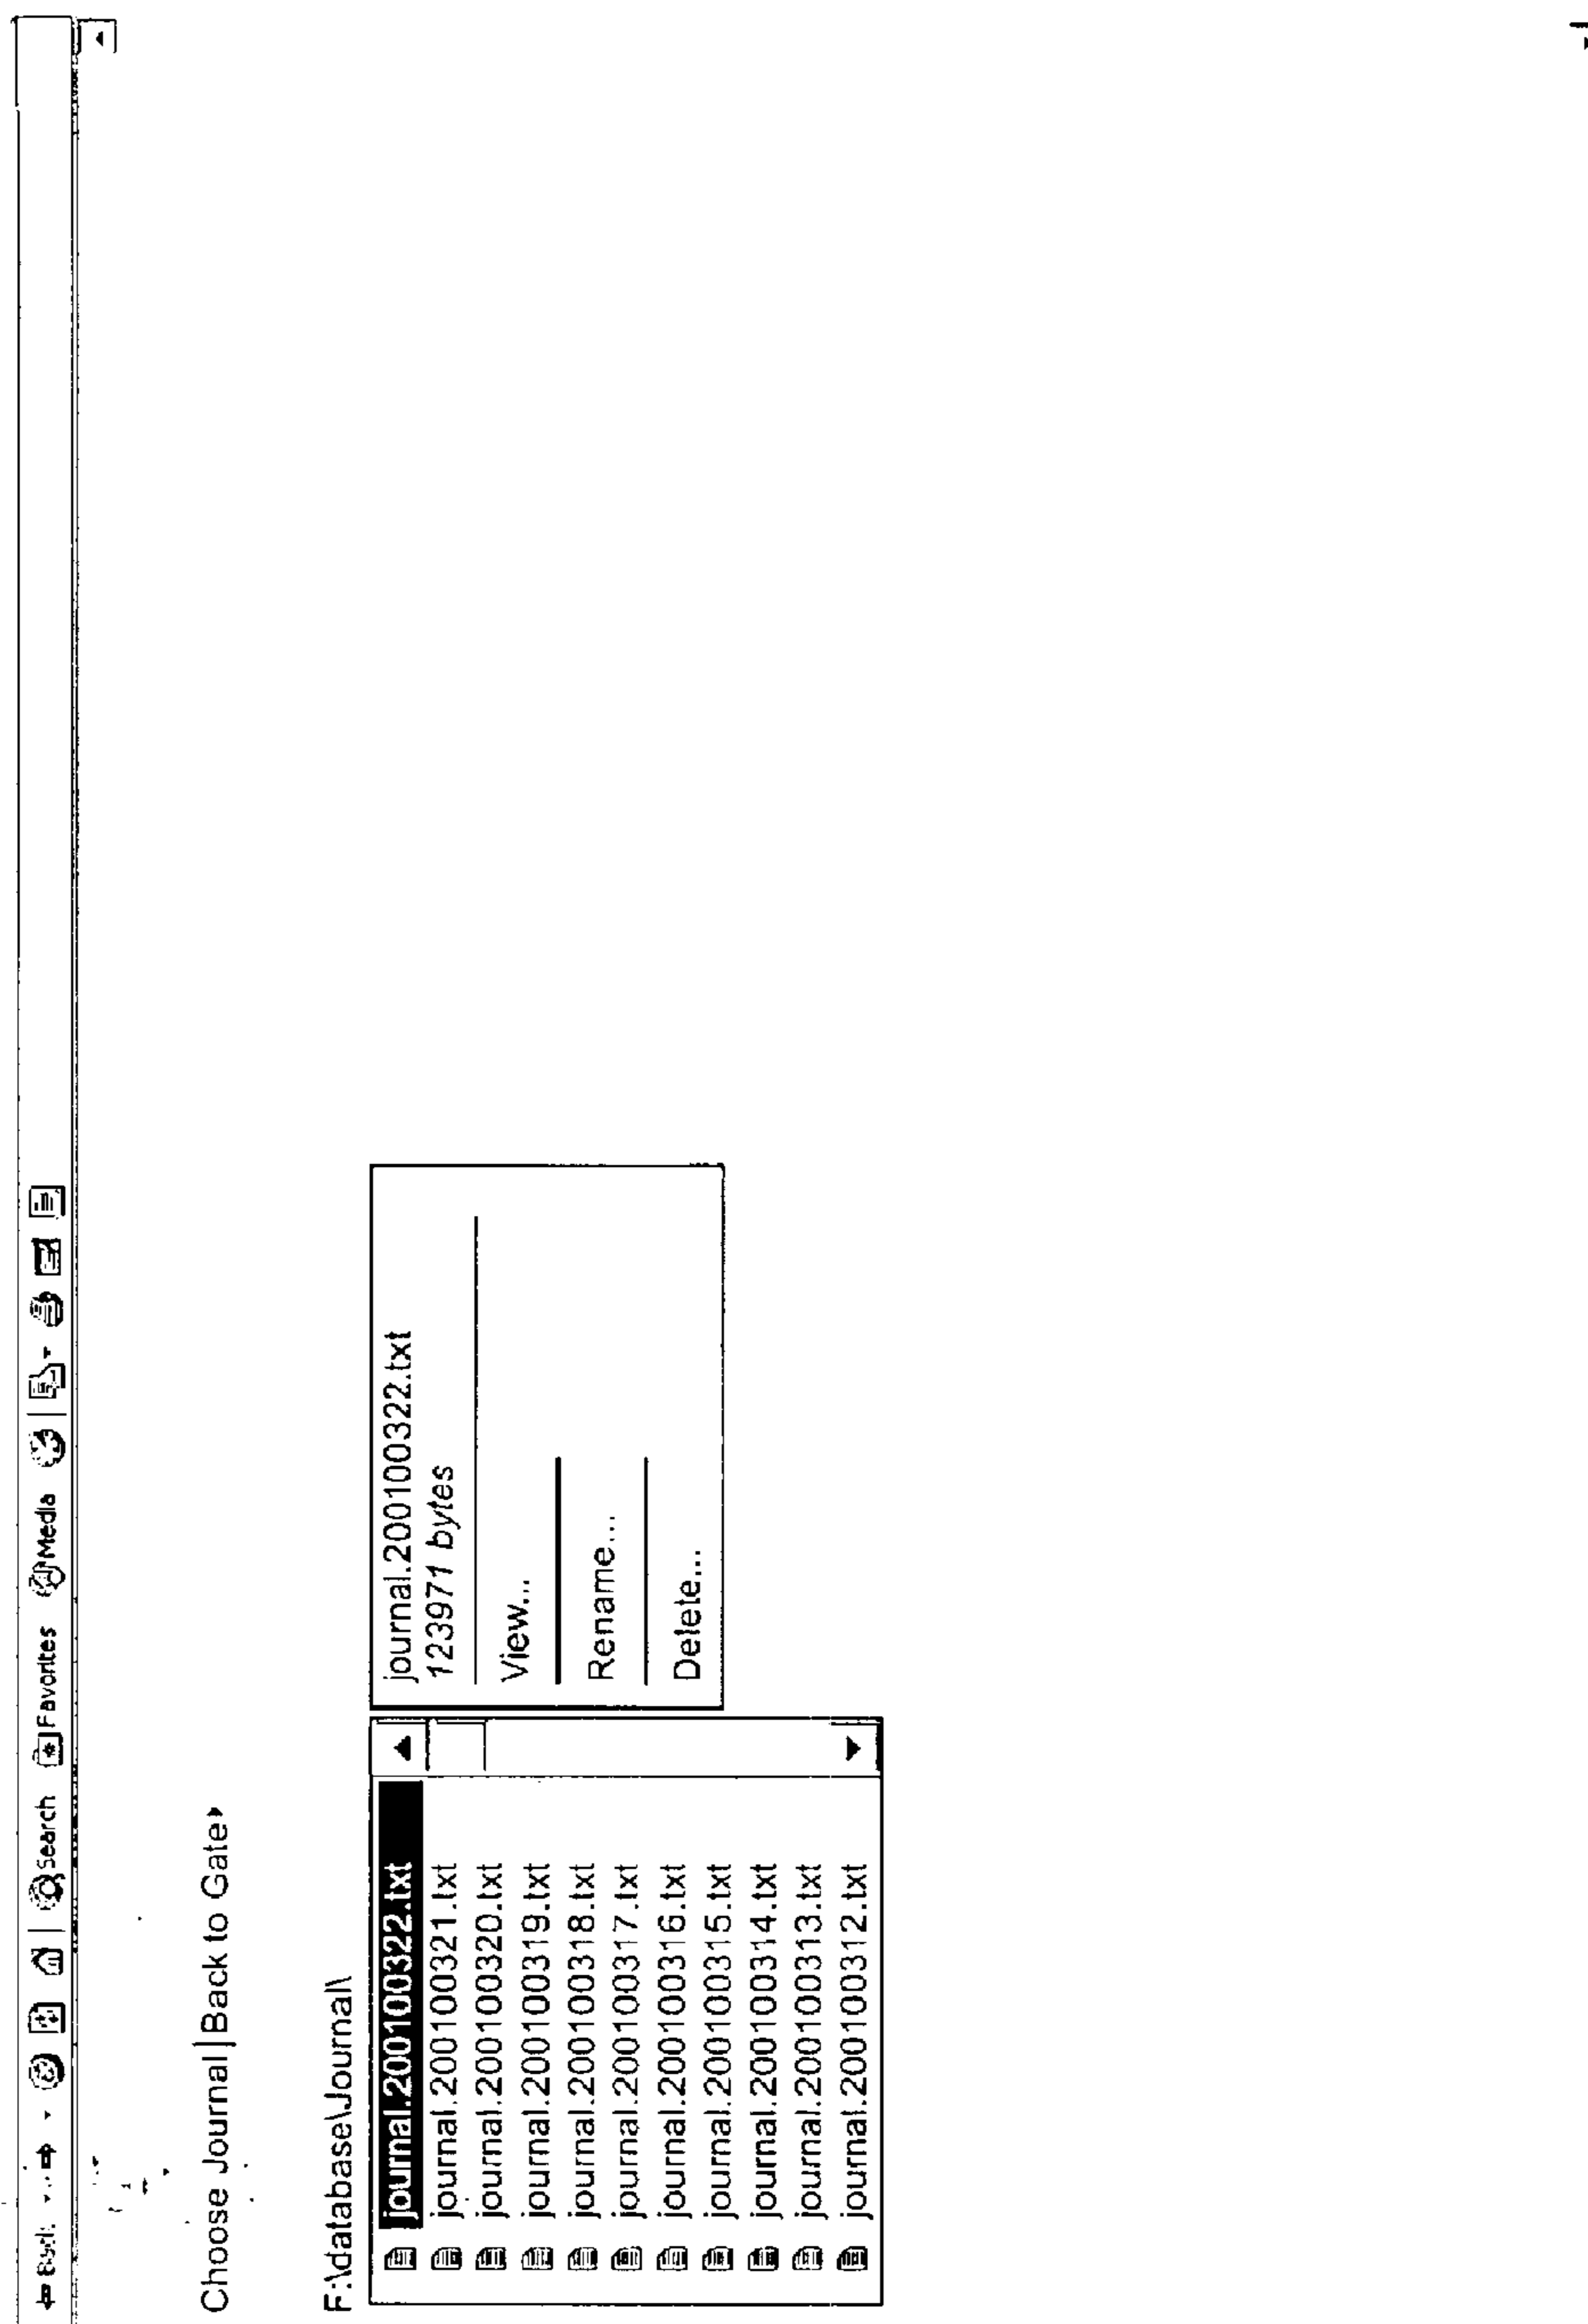 Back Search Favorites Media
Choose Journal|Back to Gate
F:\database\Journal\
journal.200100322.txt
journal.200100321.txt
journal.200100320.txt
journal.200100319.txt
journal.200100318.txt
journal.200100317.txt
journal.200100316.txt
journal.200100315.txt
journal.200100314.txt
journal.200100313.txt
journal.200100312.txt
journal.200100322.txt
123971 bytes
View...
Rename...
Delete...